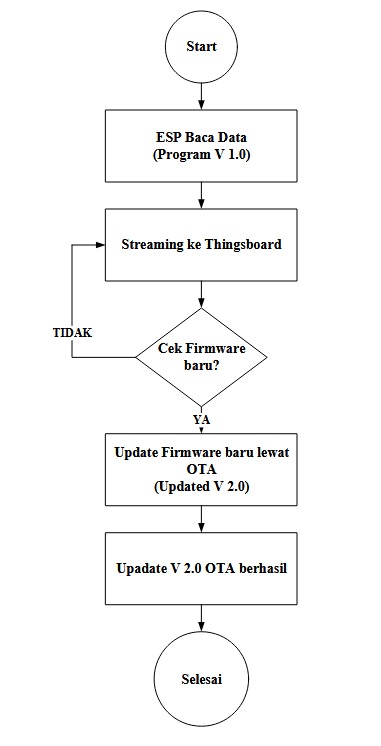 Start
ESP Baca Data
(Program V 1.0)
Streaming ke Thingsboard
TIDAK
Cek Firmware
baru?
YA
Update Firmware baru lewat
OTA
(Updated V 2.0)
Upadate V 2.0 OTA berhasil
Selesai